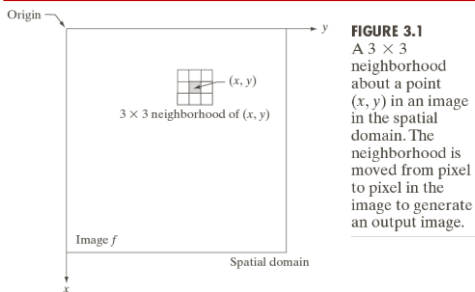 Origin
y
(x, y)
3 × 3 neighborhood of (x, y)
Image f
Spatial domain
x
FIGURE 3.1
A 3 × 3
neighborhood
about a point
(x, y) in an image
in the spatial
domain. The
neighborhood is
moved from pixel
to pixel in the
image to generate
an output image.